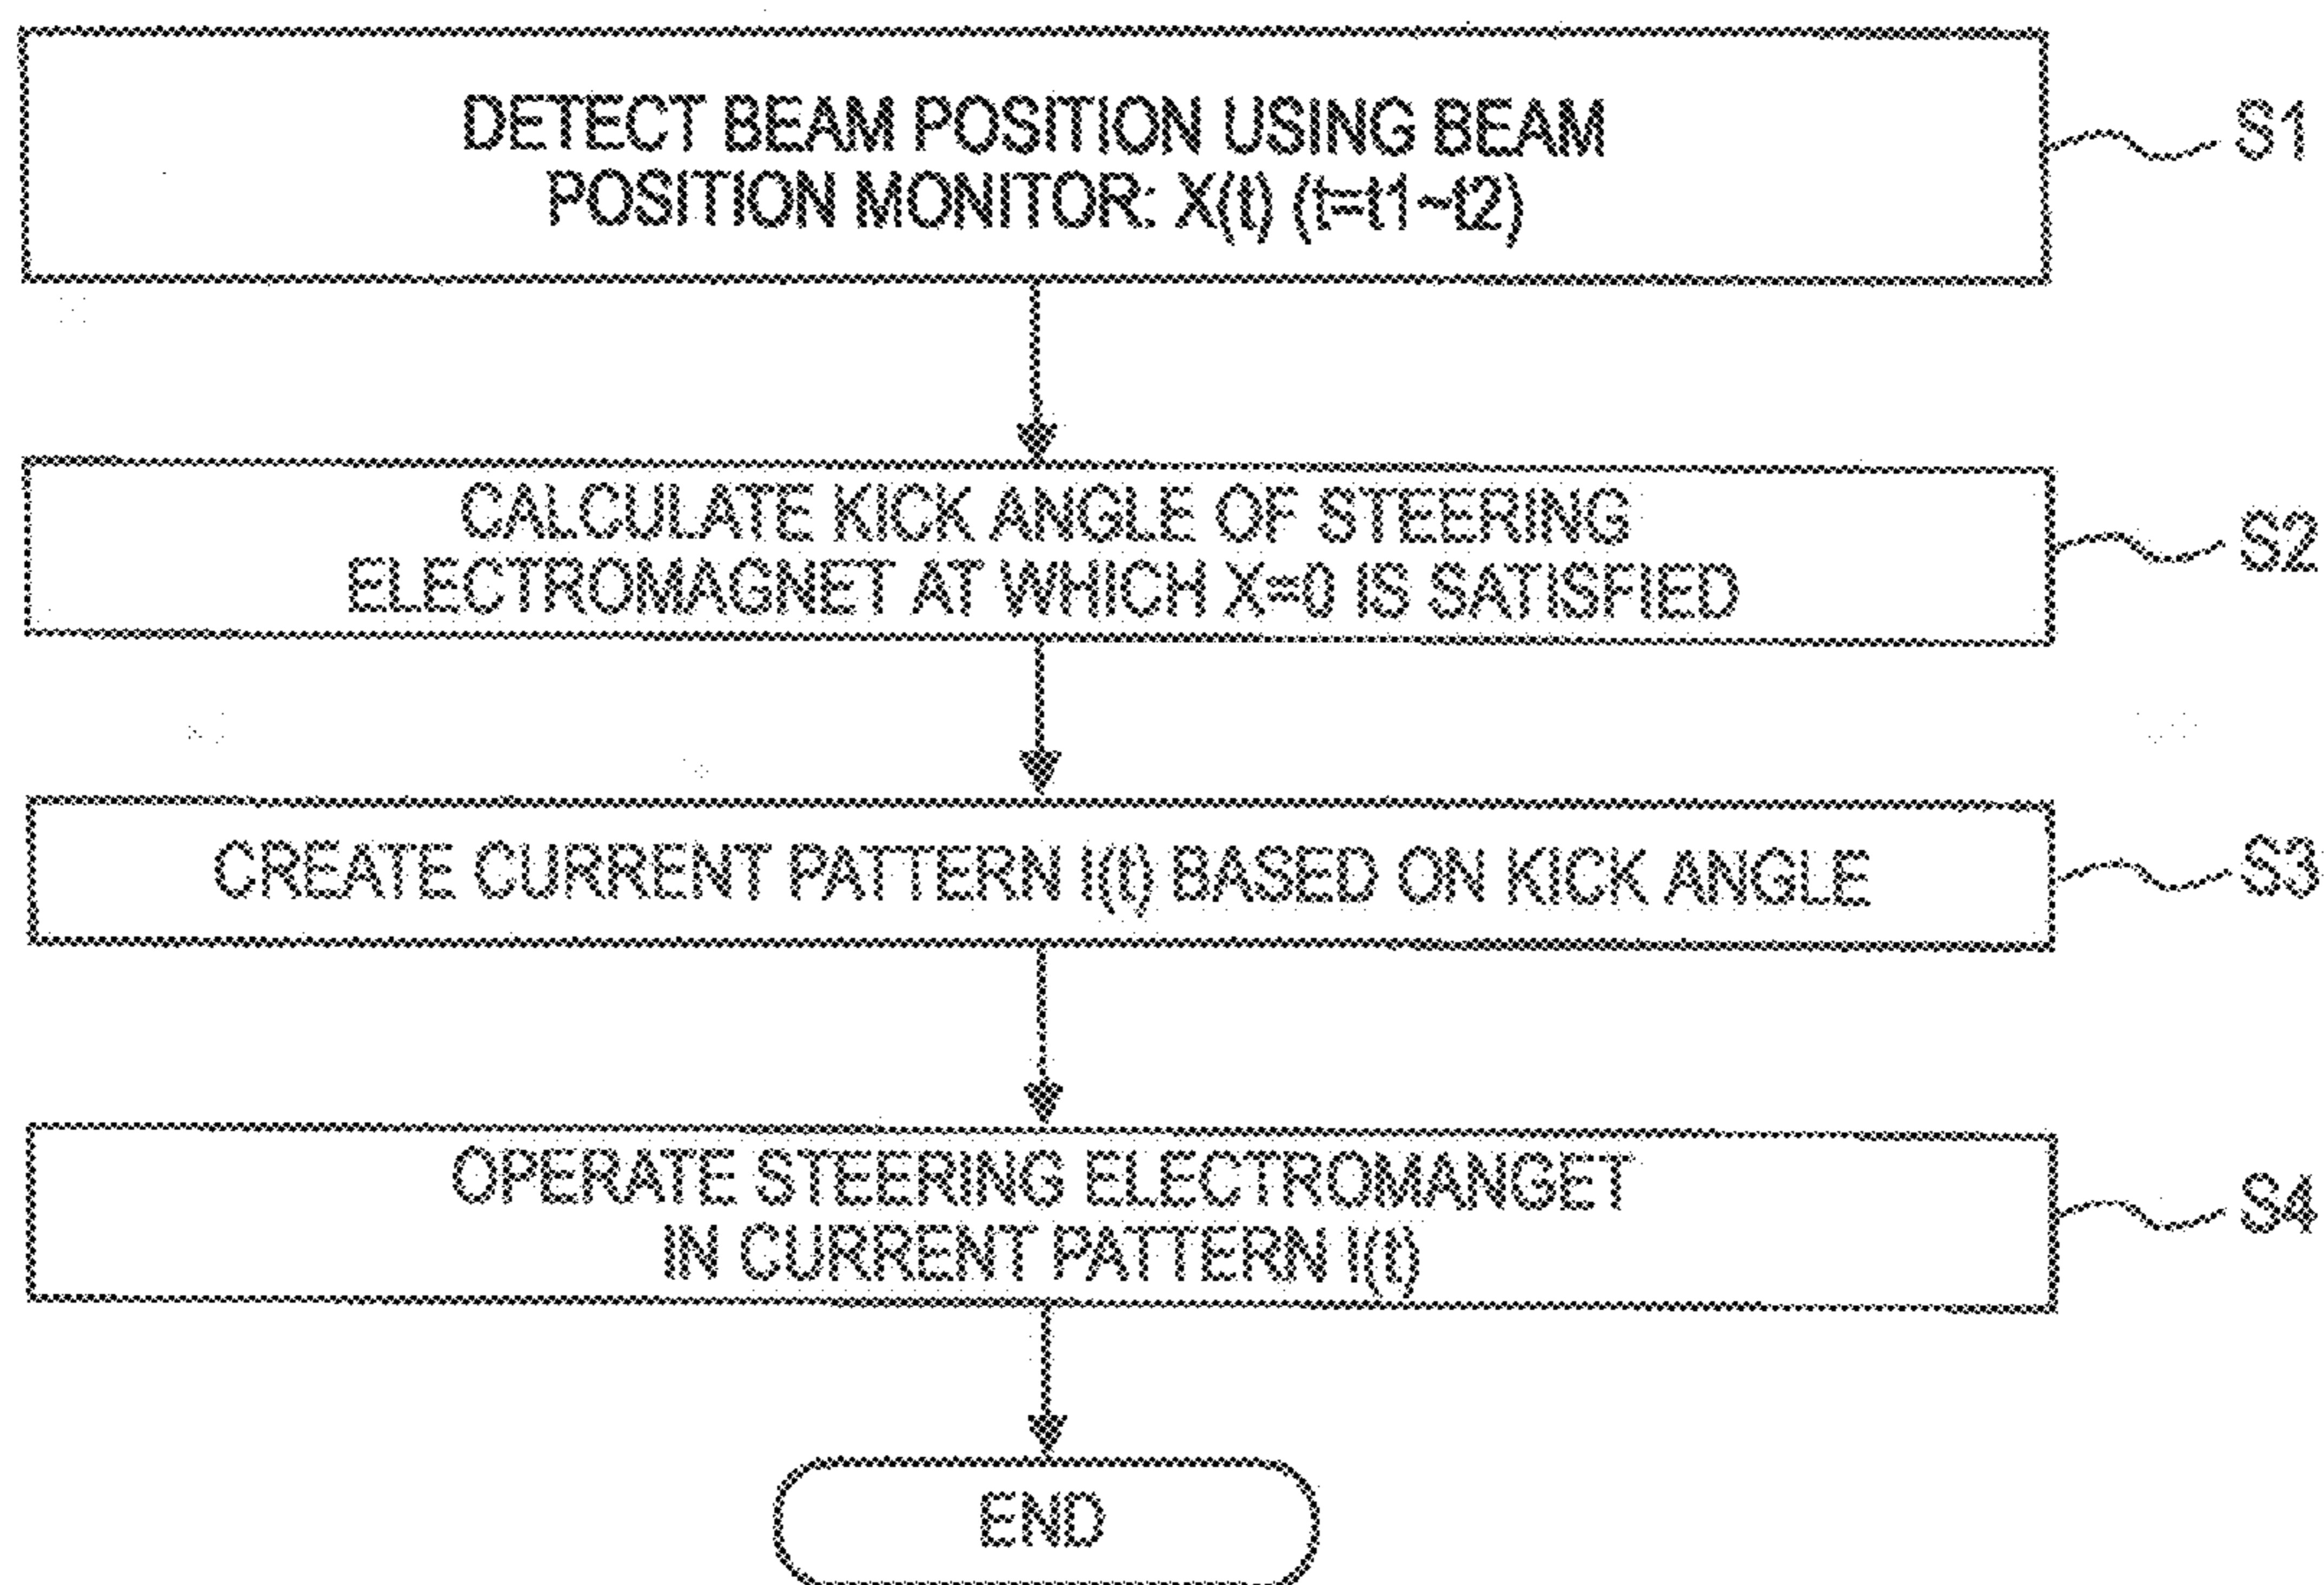 DETECT BEAM POSITION USING BEAM
POSITION MONITOR: X(t) (t=t1~t2)
S1
CALCULATE KICK ANGLE OF STEERING
ELECTROMAGNET AT WHICH X=0 IS SATISFIED
S2
CREATE CURRENT PATTERN I(t) BASED ON KICK ANGLE
S3
OPERATE STEERING ELECTROMANGET
IN CURRENT PATTERN I(t)
S4
END